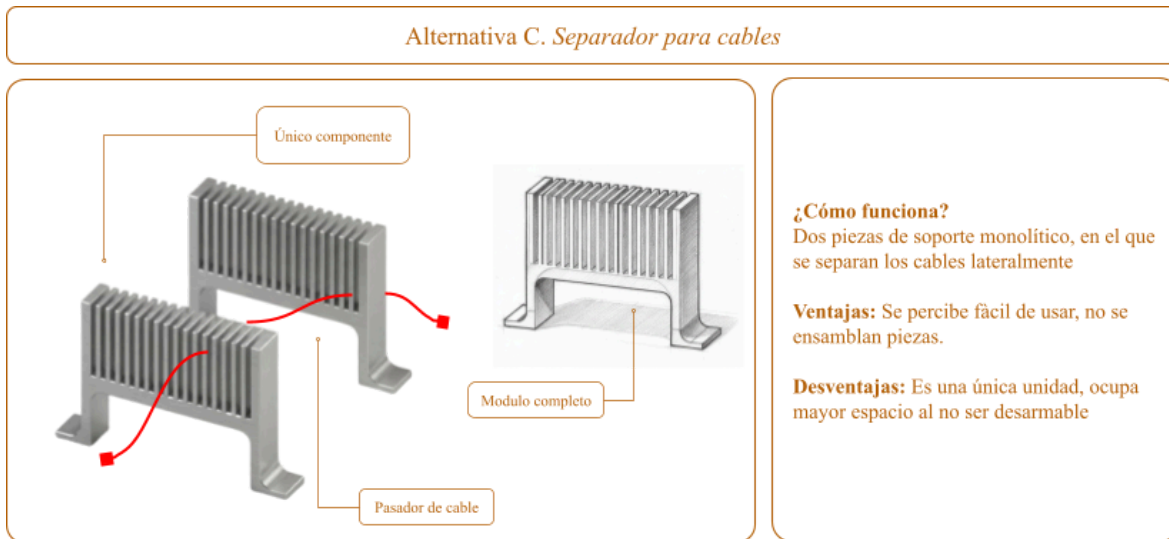 Alternativa C. Separador para cables
Único componente
Modulo completo
Pasador de cable
¿Cómo funciona?
Dos piezas de soporte monolítico, en el que
se separan los cables lateralmente
Ventajas: Se percibe fàcil de usar, no se
ensamblan piezas.
Desventajas: Es una única unidad, ocupa
mayor espacio al no ser desarmable